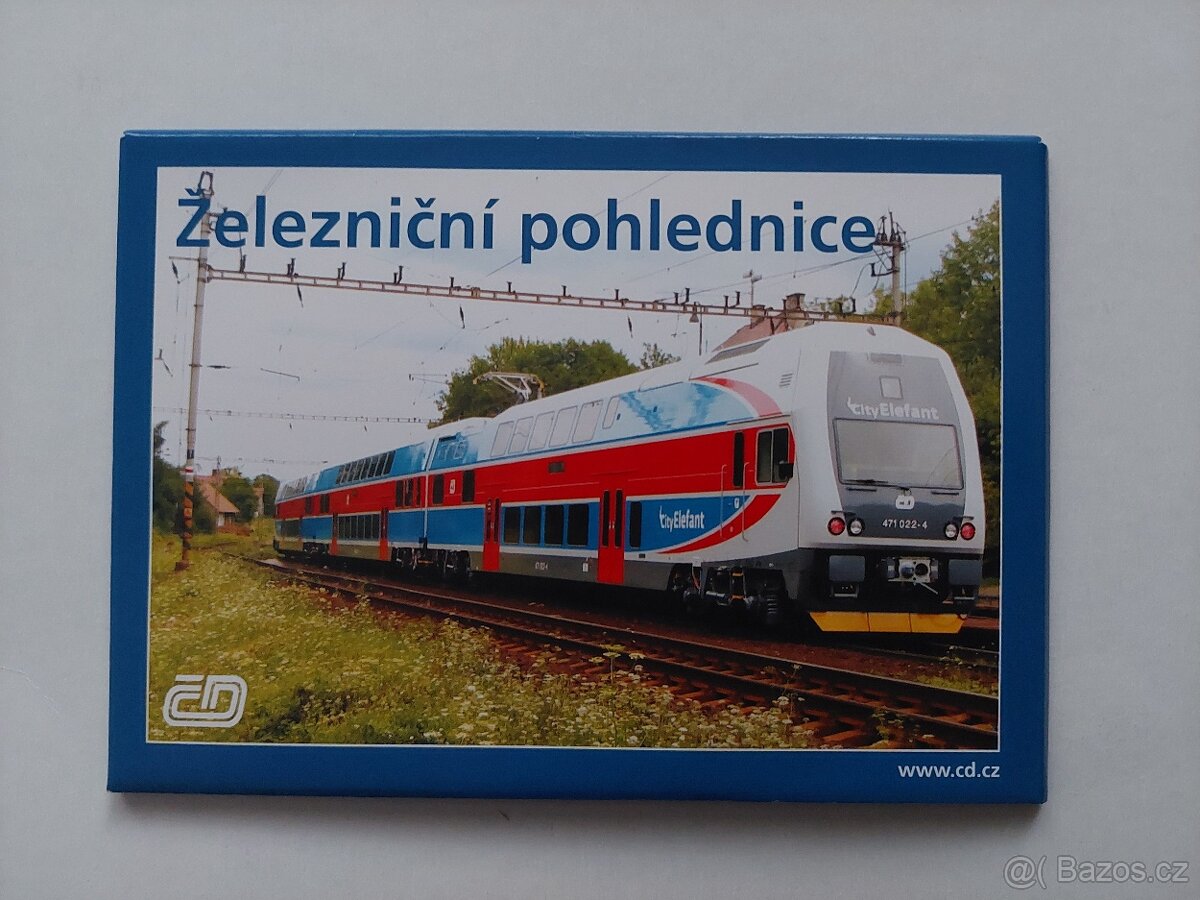 Železniční pohlednice
CityElefant
CityElefant
471 022-4
ČD
www.cd.cz
@( Bazos.cz